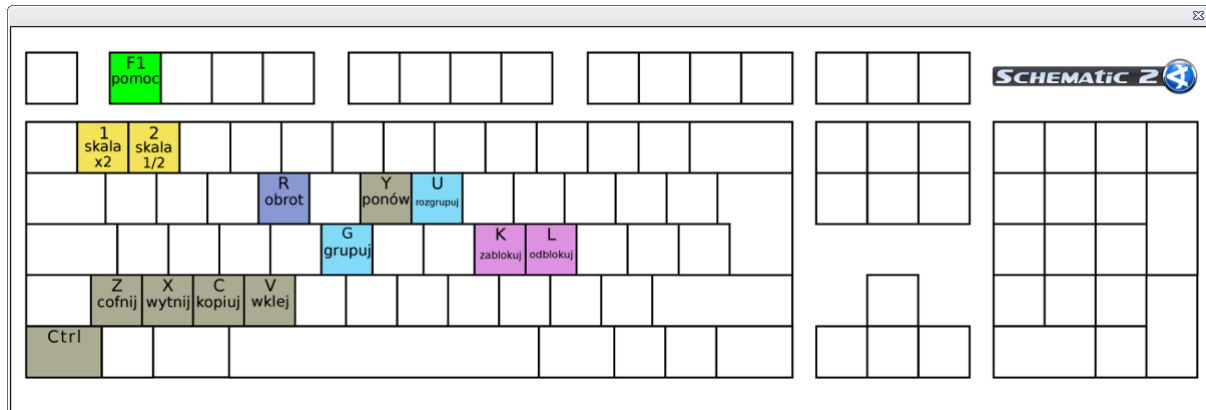 F1
pomoc
SCHEMATIC 2
1
skala
x2
2
skala
1/2
R
obrot
Y
ponów
U
rozgrupuj
G
grupuj
K
zablokuj
L
odblokuj
Z
cofnij
X
wytnij
C
kopiuj
V
wklej
Ctrl